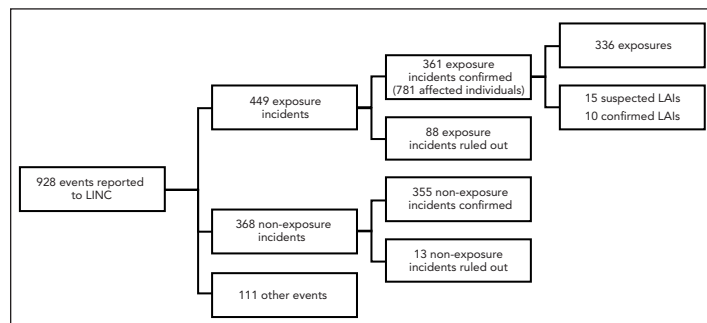 928 events reported
to LINC
449 exposure
incidents
368 non-exposure
incidents
111 other events
361 exposure
incidents confirmed
(781 affected individuals)
88 exposure
incidents ruled out
355 non-exposure
incidents confirmed
13 non-exposure
incidents ruled out
336 exposures
15 suspected LAIs
10 confirmed LAIs